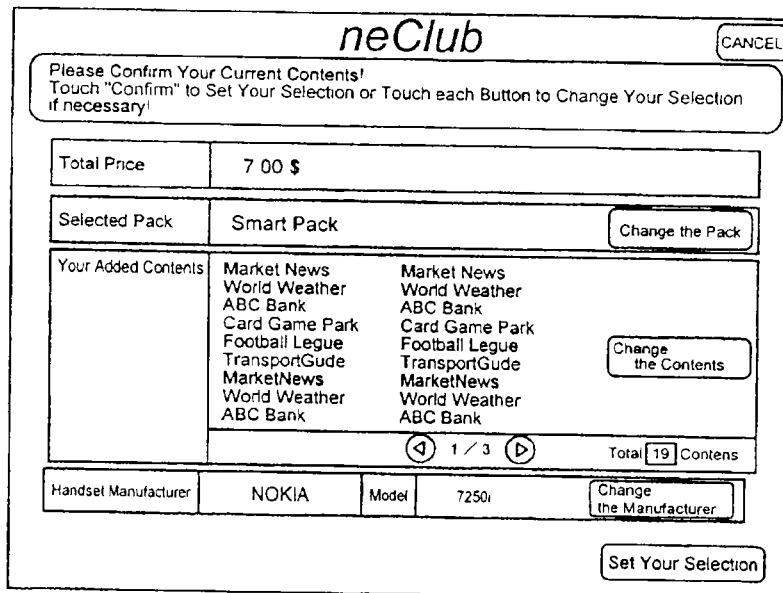 neClub
CANCEL
Please Confirm Your Current Contents!
Touch "Confirm" to Set Your Selection or Touch each Button to Change Your Selection
if necessary!
Total Price 7 00 $
Selected Pack Smart Pack Change the Pack
Your Added Contents
Market News Market News
World Weather World Weather
ABC Bank ABC Bank
Card Game Park Card Game Park
Football Legue Football Legue
TransportGude TransportGude
MarketNews MarketNews
World Weather World Weather
ABC Bank ABC Bank
Change
the Contents
1 / 3 Total 19 Contens
Handset Manufacturer NOKIA Model 7250i
Change
the Manufacturer
Set Your Selection